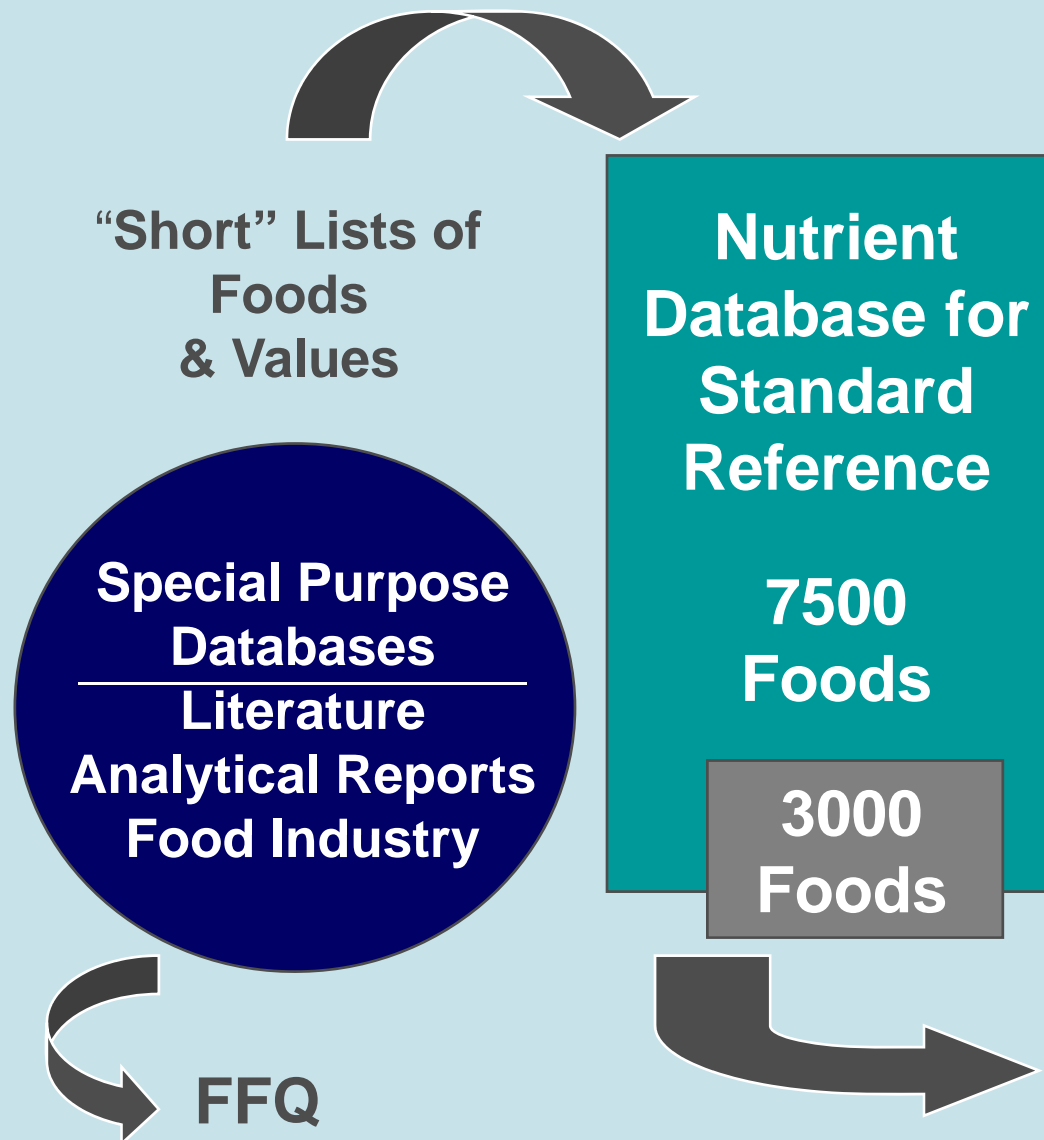 “Short” Lists of
Foods
& Values
Special Purpose
Databases
Literature
Analytical Reports
Food Industry
FFQ
Nutrient
Database for
Standard
Reference
7500
Foods
3000
Foods